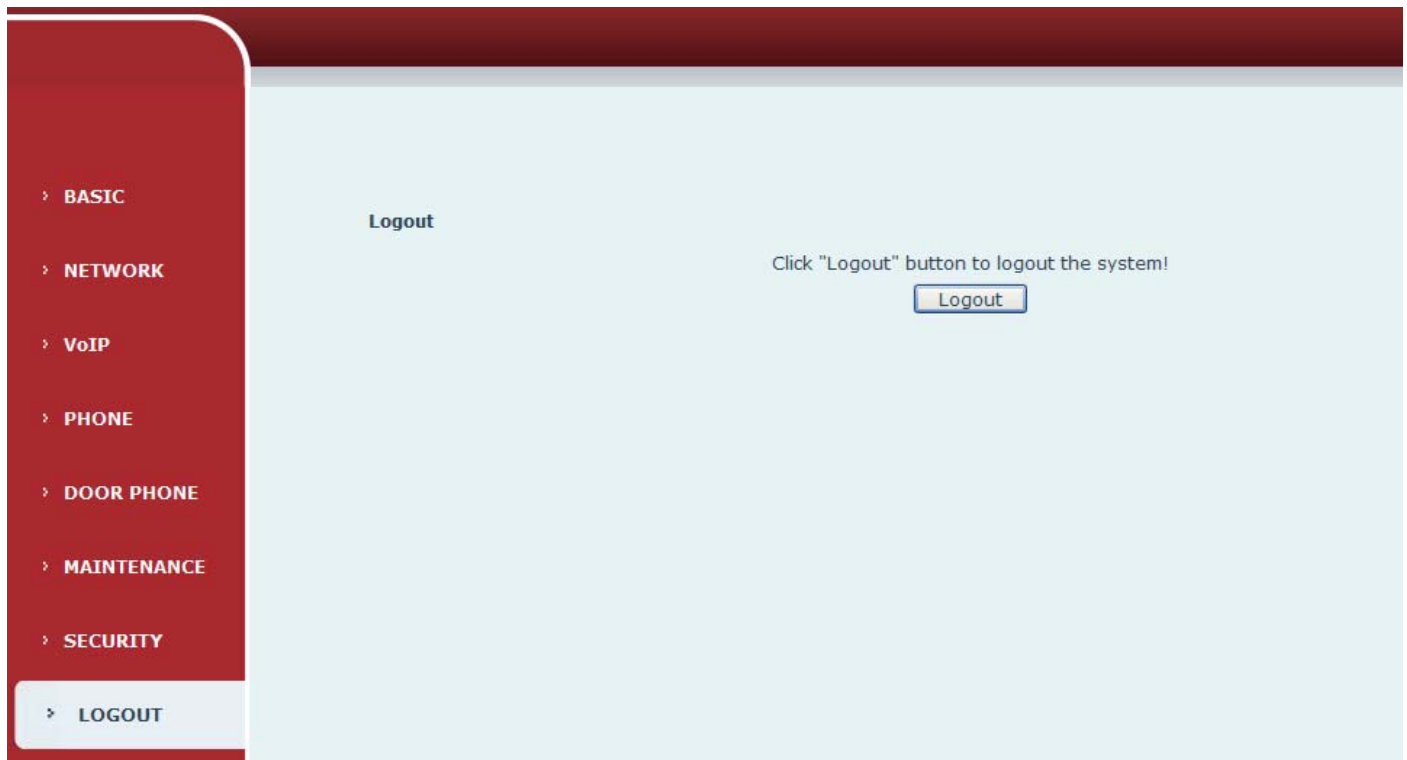 BASIC
NETWORK
VoIP
PHONE
DOOR PHONE
MAINTENANCE
SECURITY
LOGOUT
Logout
Click "Logout" button to logout the system!
Logout